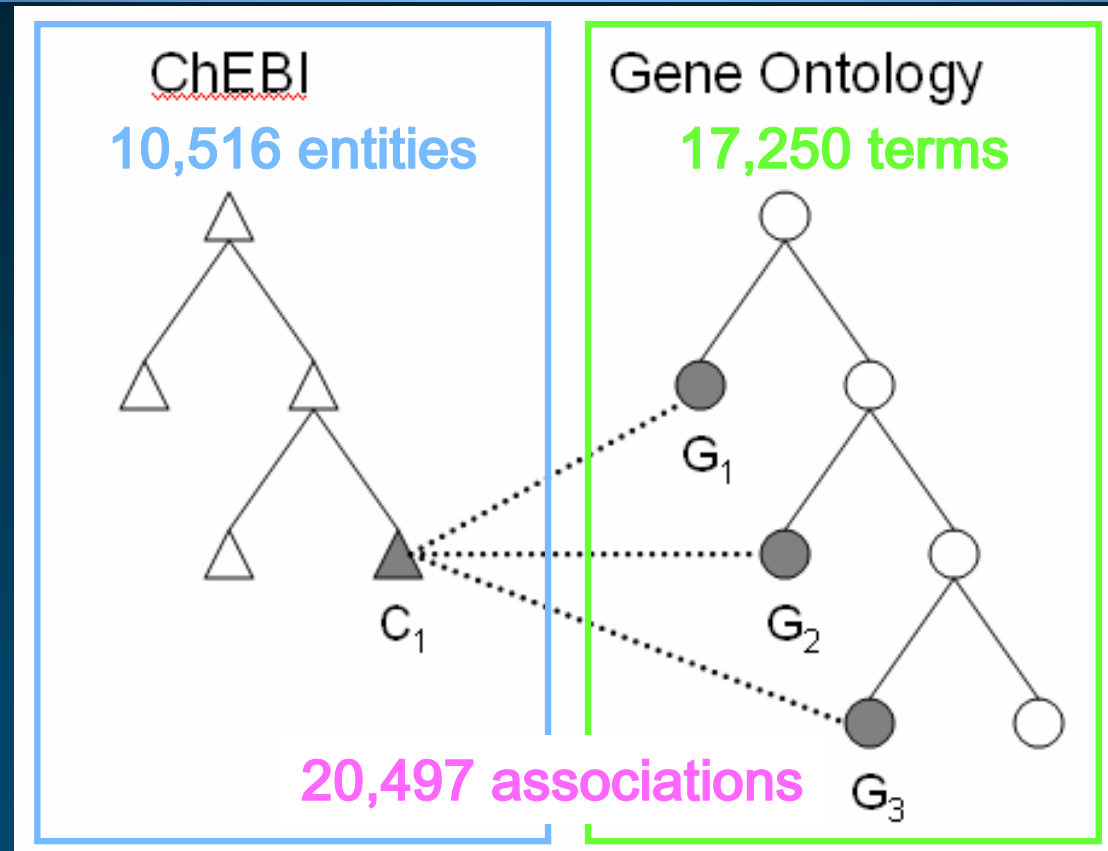 ChEBI
10,516 entities
Gene Ontology
17,250 terms
G1
C1
G2
G3
20,497 associations